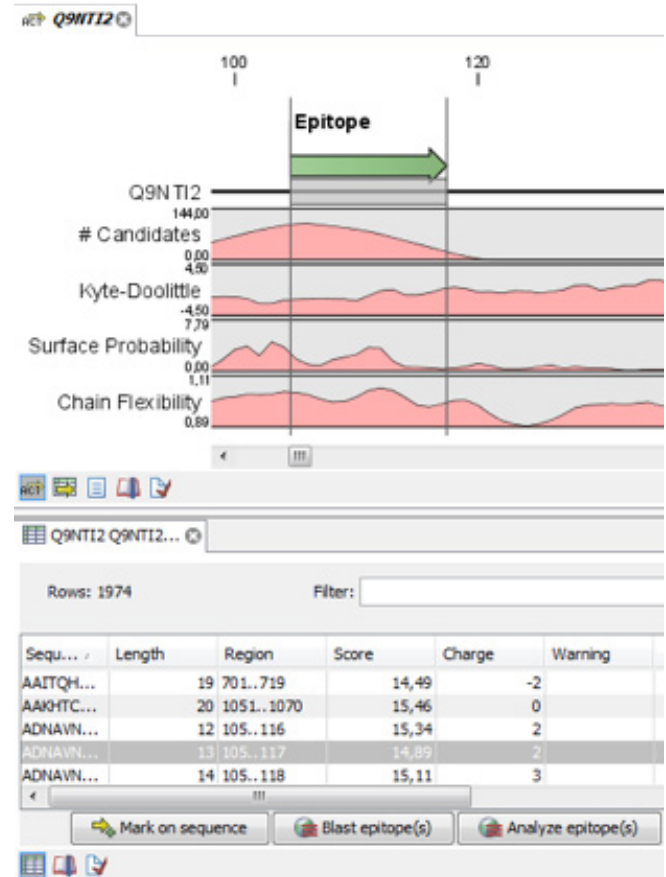 ACT Q9NTI2
100 120
Epitope
Q9NTI2
144,00
# Candidates
0,00
4,50
Kyte-Doolittle
-4,50
7,79
Surface Probability
0,00
1,11
Chain Flexibility
0,89
ACT
Q9NTI2 Q9NTI2...
Rows: 1974 Filter:
Sequ... Length Region Score Charge Warning
AAITQH... 19 701..719 14,49 -2
AAKHTC... 20 1051..1070 15,46 0
ADNAVN... 12 105..116 15,34 2
ADNAVN... 13 105..117 14,89 2
ADNAVN... 14 105..118 15,11 3
Mark on sequence Blast epitope(s) Analyze epitope(s)